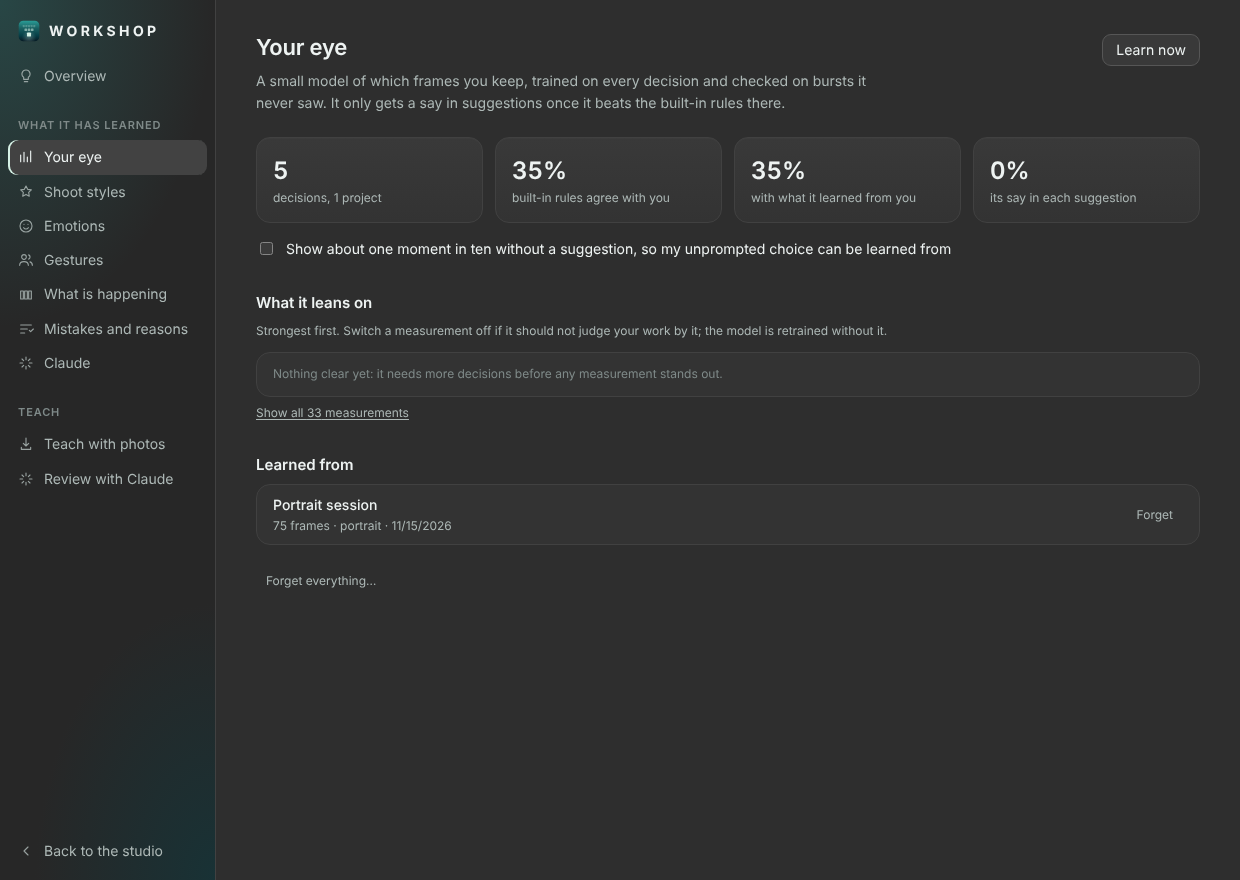 WORKSHOP
Overview
WHAT IT HAS LEARNED
Your eye
Shoot styles
Emotions
Gestures
What is happening
Mistakes and reasons
Claude
TEACH
Teach with photos
Review with Claude
Back to the studio
Your eye
Learn now
A small model of which frames you keep, trained on every decision and checked on bursts it
never saw. It only gets a say in suggestions once it beats the built-in rules there.
5
decisions, 1 project
35%
built-in rules agree with you
35%
with what it learned from you
0%
its say in each suggestion
Show about one moment in ten without a suggestion, so my unprompted choice can be learned from
What it leans on
Strongest first. Switch a measurement off if it should not judge your work by it; the model is retrained without it.
Nothing clear yet: it needs more decisions before any measurement stands out.
Show all 33 measurements
Learned from
Portrait session
75 frames · portrait · 11/15/2026
Forget
Forget everything...